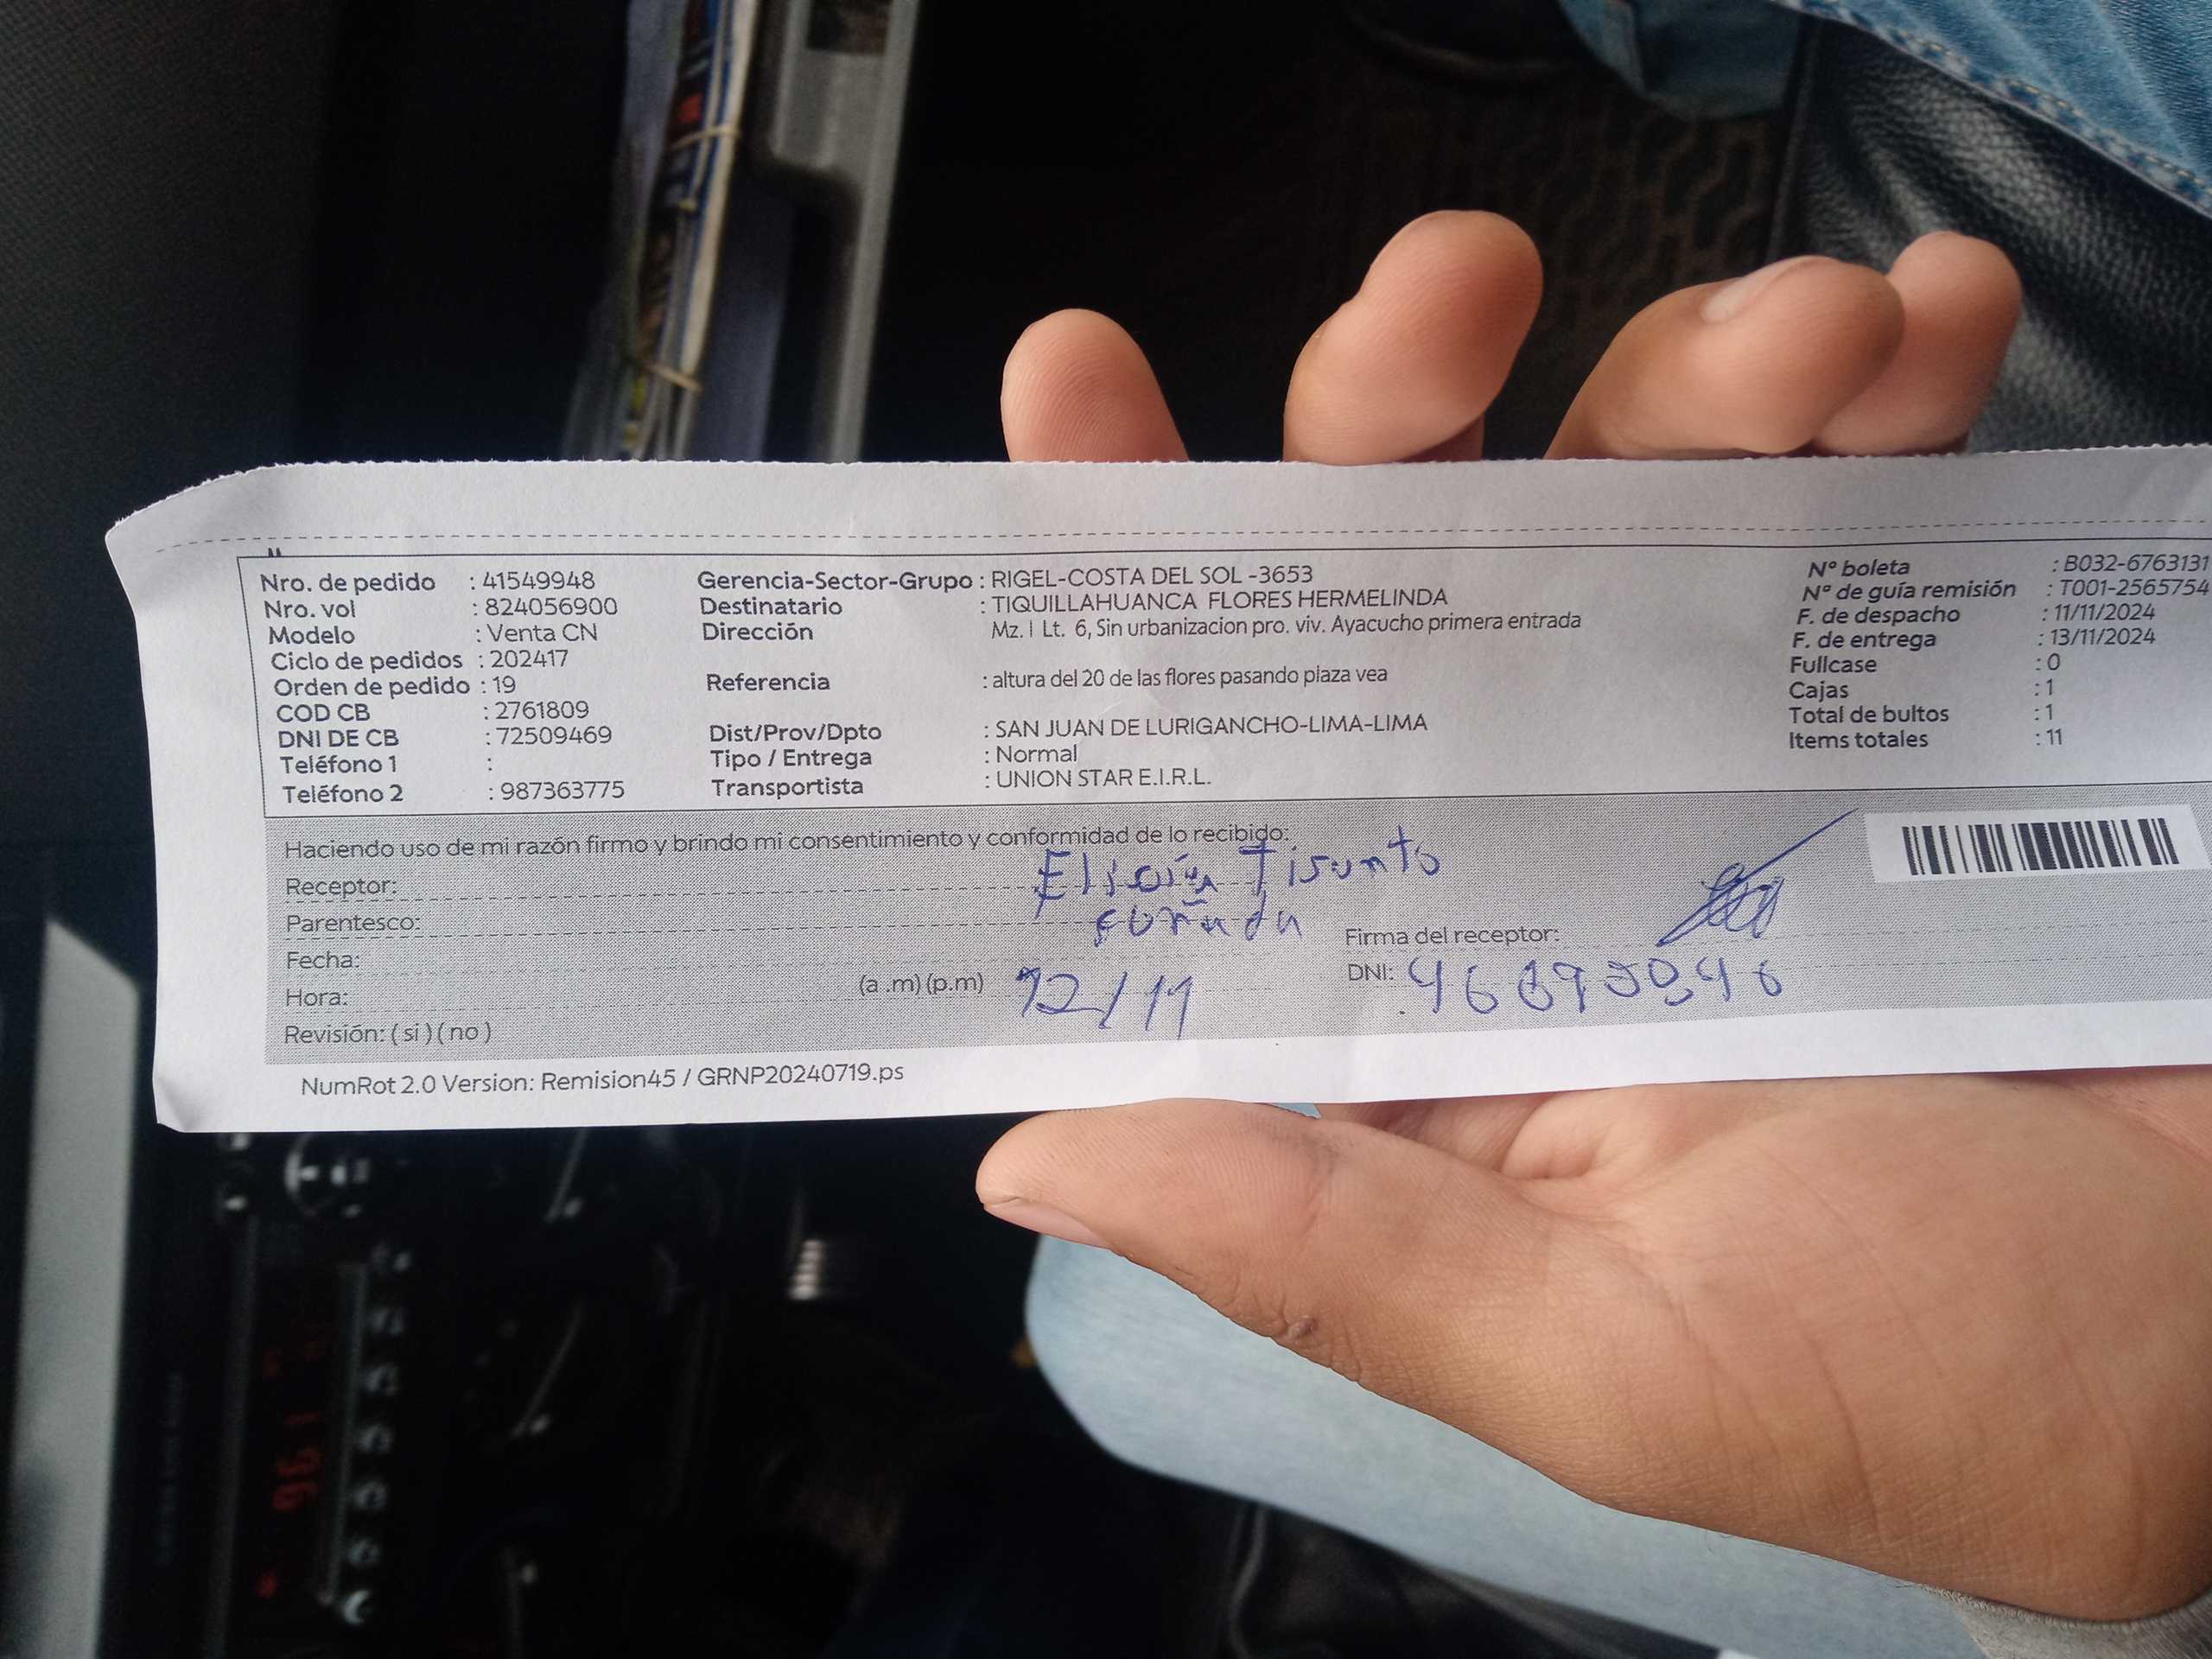 Nro. de pedido : 41549948
Nro. vol : 824056900
Modelo : Venta CN
Ciclo de pedidos : 202417
Orden de pedido : 19
COD CB : 2761809
DNI DE CB : 72509469
Teléfono 1 :
Teléfono 2 : 987363775
Gerencia-Sector-Grupo : RIGEL-COSTA DEL SOL -3653
Destinatario : TIQUILLAHUANCA FLORES HERMELINDA
Dirección Mz. I Lt. 6, Sin urbanizacion pro. viv. Ayacucho primera entrada
Referencia : altura del 20 de las flores pasando plaza vea
Dist/Prov/Dpto : SAN JUAN DE LURIGANCHO-LIMA-LIMA
Tipo / Entrega : Normal
Transportista : UNION STAR E.I.R.L.
Nº boleta : B032-6763131
Nº de guía remisión : T001-2565754
F. de despacho : 11/11/2024
F. de entrega : 13/11/2024
Fullcase : 0
Cajas : 1
Total de bultos : 1
Items totales : 11
Haciendo uso de mi razón firmo y brindo mi consentimiento y conformidad de lo recibido:
Receptor:
Parentesco: cuñada
Fecha:
Hora: (a .m) (p.m) 12/11
Revisión: ( si ) ( no )
Firma del receptor:
DNI:
NumRot 2.0 Version: Remision45 / GRNP20240719.ps